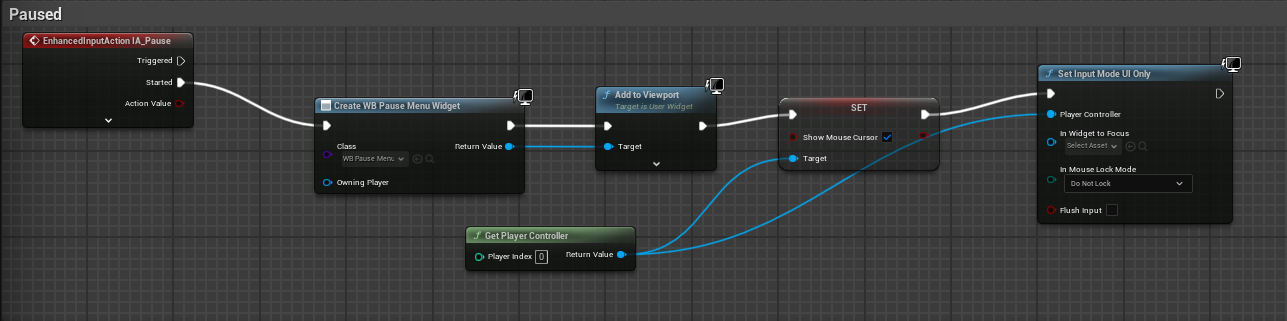 Paused
EnhancedInputAction IA_Pause
Triggered
Started
Action Value
Create WB Pause Menu Widget
Class
WB Pause Menu
Return Value
Owning Player
Add to Viewport
Target is User Widget
Target
SET
Show Mouse Cursor
Target
Get Player Controller
Player Index 0
Return Value
Set Input Mode UI Only
Player Controller
In Widget to Focus
Select Asset
In Mouse Lock Mode
Do Not Lock
Flush Input